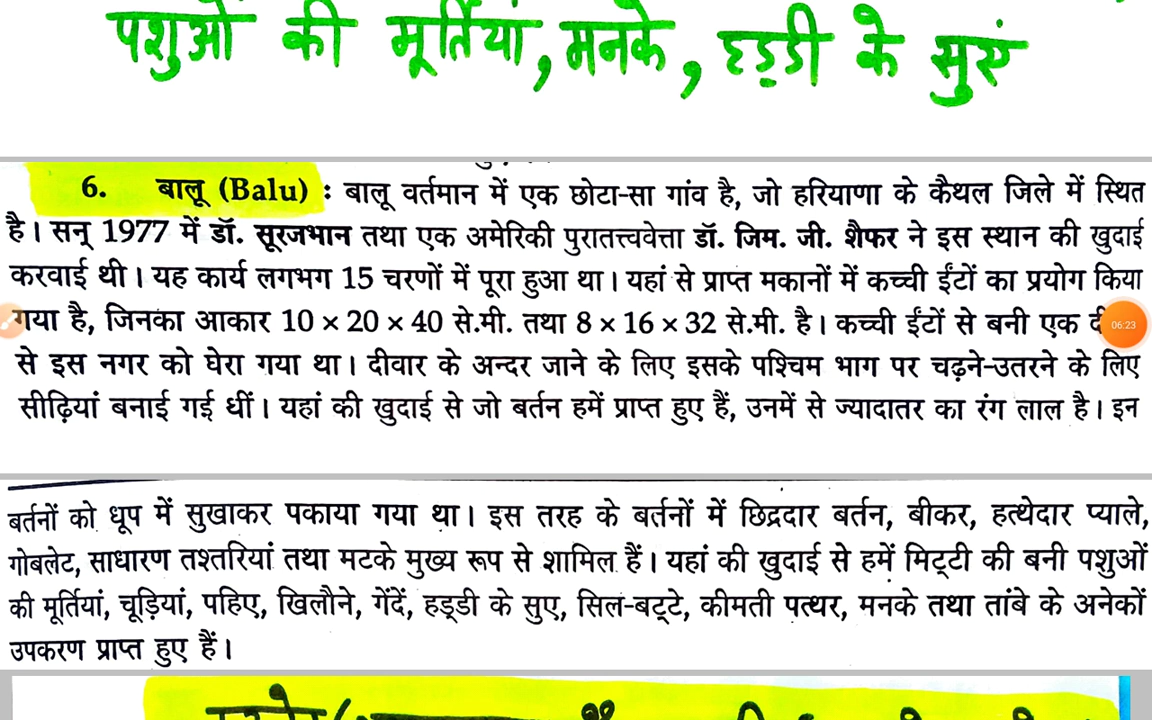 पशुओं की मूर्तियां, मनके, हड्डी के सुएं
6. बालू (Balu) : बालू वर्तमान में एक छोटा-सा गांव है, जो हरियाणा के कैथल जिले में स्थित
है। सन् 1977 में डॉ. सूरजभान तथा एक अमेरिकी पुरातत्त्ववेत्ता डॉ. जिम. जी. शैफर ने इस स्थान की खुदाई
करवाई थी। यह कार्य लगभग 15 चरणों में पूरा हुआ था। यहां से प्राप्त मकानों में कच्ची ईंटों का प्रयोग किया
गया है, जिनका आकार 10 × 20 × 40 से.मी. तथा 8 × 16 × 32 से.मी. है। कच्ची ईंटों से बनी एक
06:23
से इस नगर को घेरा गया था। दीवार के अन्दर जाने के लिए इसके पश्चिम भाग पर चढ़ने-उतरने के लिए
सीढ़ियां बनाई गई थीं। यहां की खुदाई से जो बर्तन हमें प्राप्त हुए हैं, उनमें से ज्यादातर का रंग लाल है। इन
बर्तनों को धूप में सुखाकर पकाया गया था। इस तरह के बर्तनों में छिद्रदार बर्तन, बीकर, हत्थेदार प्याले,
गोबलेट, साधारण तश्तरियां तथा मटके मुख्य रूप से शामिल हैं। यहां की खुदाई से हमें मिट्टी की बनी पशुओं
की मूर्तियां, चूड़ियां, पहिए, खिलौने, गेंदें, हड्डी के सुए, सिल-बट्टे, कीमती पत्थर, मनके तथा तांबे के अनेकों
उपकरण प्राप्त हुए हैं।